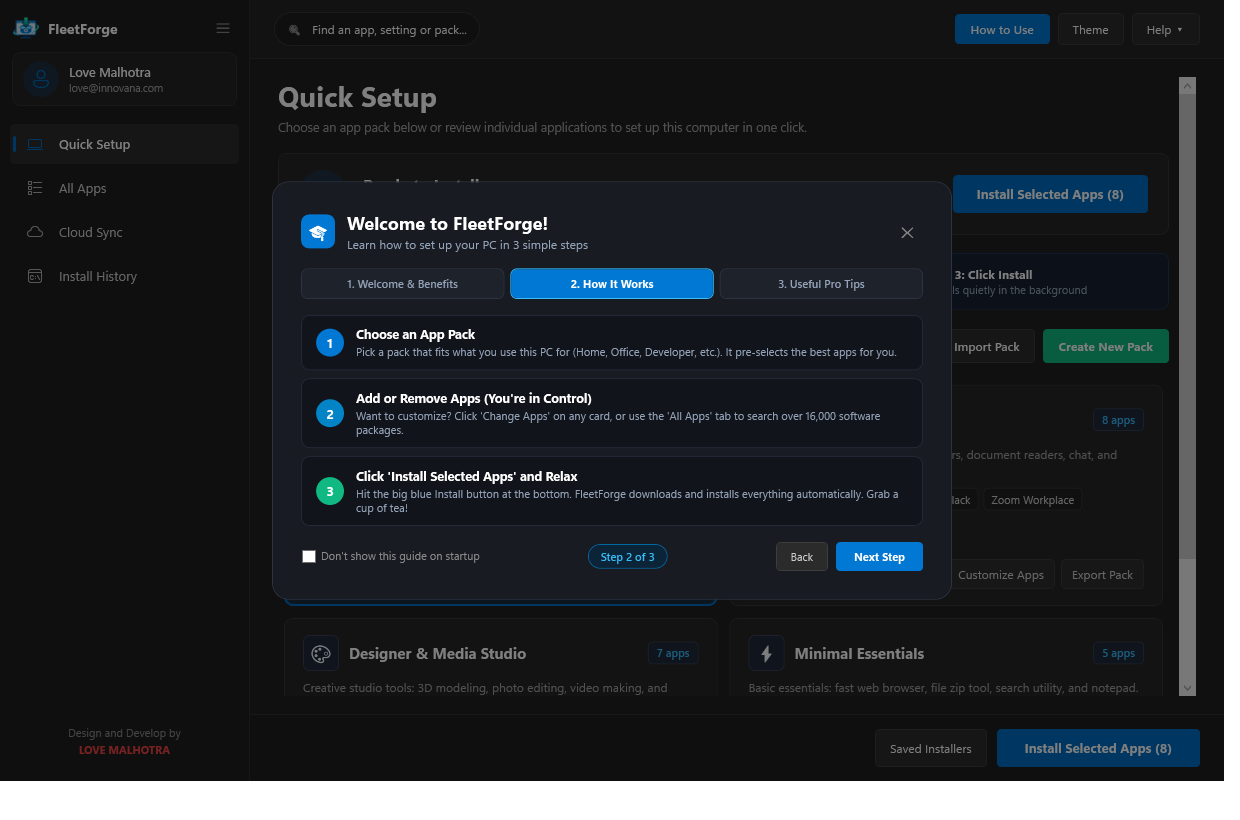 FleetForge
Find an app, setting or pack...
How to Use
Theme
Help
Love Malhotra
love@innovana.com
Quick Setup
All Apps
Cloud Sync
Install History
Design and Develop by
LOVE MALHOTRA
Quick Setup
Choose an app pack below or review individual applications to set up this computer in one click.
Install Selected Apps (8)
3: Click Install
quietly in the background
Import Pack
Create New Pack
8 apps
document readers, chat, and
Zoom Workplace
Customize Apps
Export Pack
Welcome to FleetForge!
Learn how to set up your PC in 3 simple steps
1. Welcome & Benefits
2. How It Works
3. Useful Pro Tips
1
Choose an App Pack
Pick a pack that fits what you use this PC for (Home, Office, Developer, etc.). It pre-selects the best apps for you.
2
Add or Remove Apps (You're in Control)
Want to customize? Click 'Change Apps' on any card, or use the 'All Apps' tab to search over 16,000 software
packages.
3
Click 'Install Selected Apps' and Relax
Hit the big blue Install button at the bottom. FleetForge downloads and installs everything automatically. Grab a
cup of tea!
Don't show this guide on startup
Step 2 of 3
Back
Next Step
Designer & Media Studio
7 apps
Creative studio tools: 3D modeling, photo editing, video making, and
Minimal Essentials
5 apps
Basic essentials: fast web browser, file zip tool, search utility, and notepad.
Saved Installers
Install Selected Apps (8)